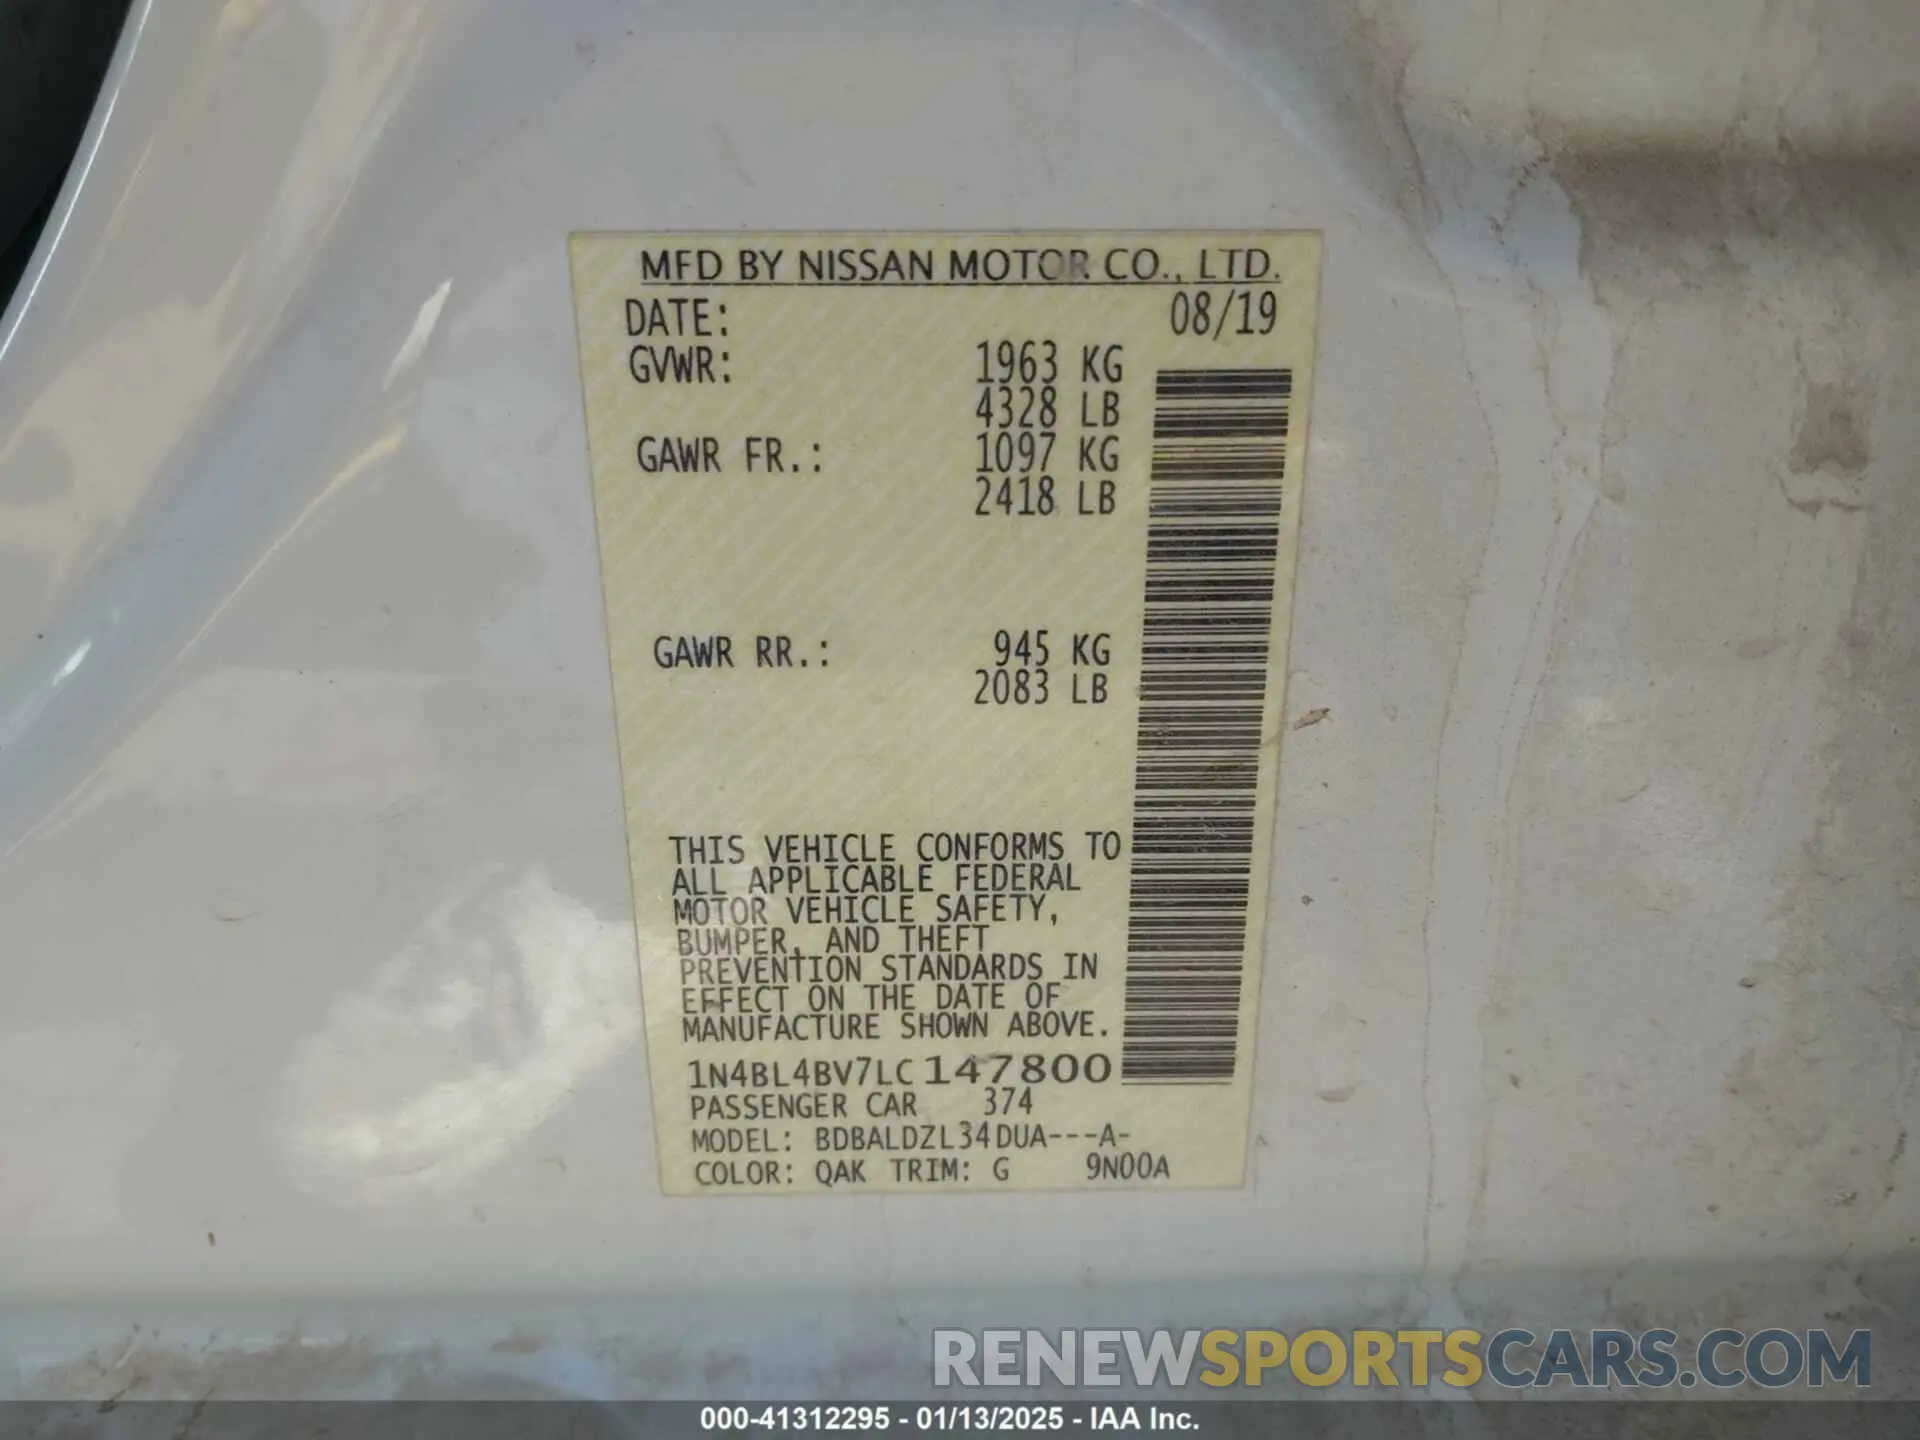 MFD BY NISSAN MOTOR CO., LTD.
DATE: 08/19
GVWR: 1963 KG
4328 LB
GAWR FR.: 1097 KG
2418 LB
GAWR RR.: 945 KG
2083 LB
THIS VEHICLE CONFORMS TO
ALL APPLICABLE FEDERAL
MOTOR VEHICLE SAFETY,
BUMPER, AND THEFT
PREVENTION STANDARDS IN
EFFECT ON THE DATE OF
MANUFACTURE SHOWN ABOVE.
1N4BL4BV7LC147800
PASSENGER CAR 374
MODEL: BDBALDZL34DUA---A-
COLOR: QAK TRIM: G 9N00A
RENEWSPORTSCARS.COM
000-41312295 - 01/13/2025 - IAA Inc.